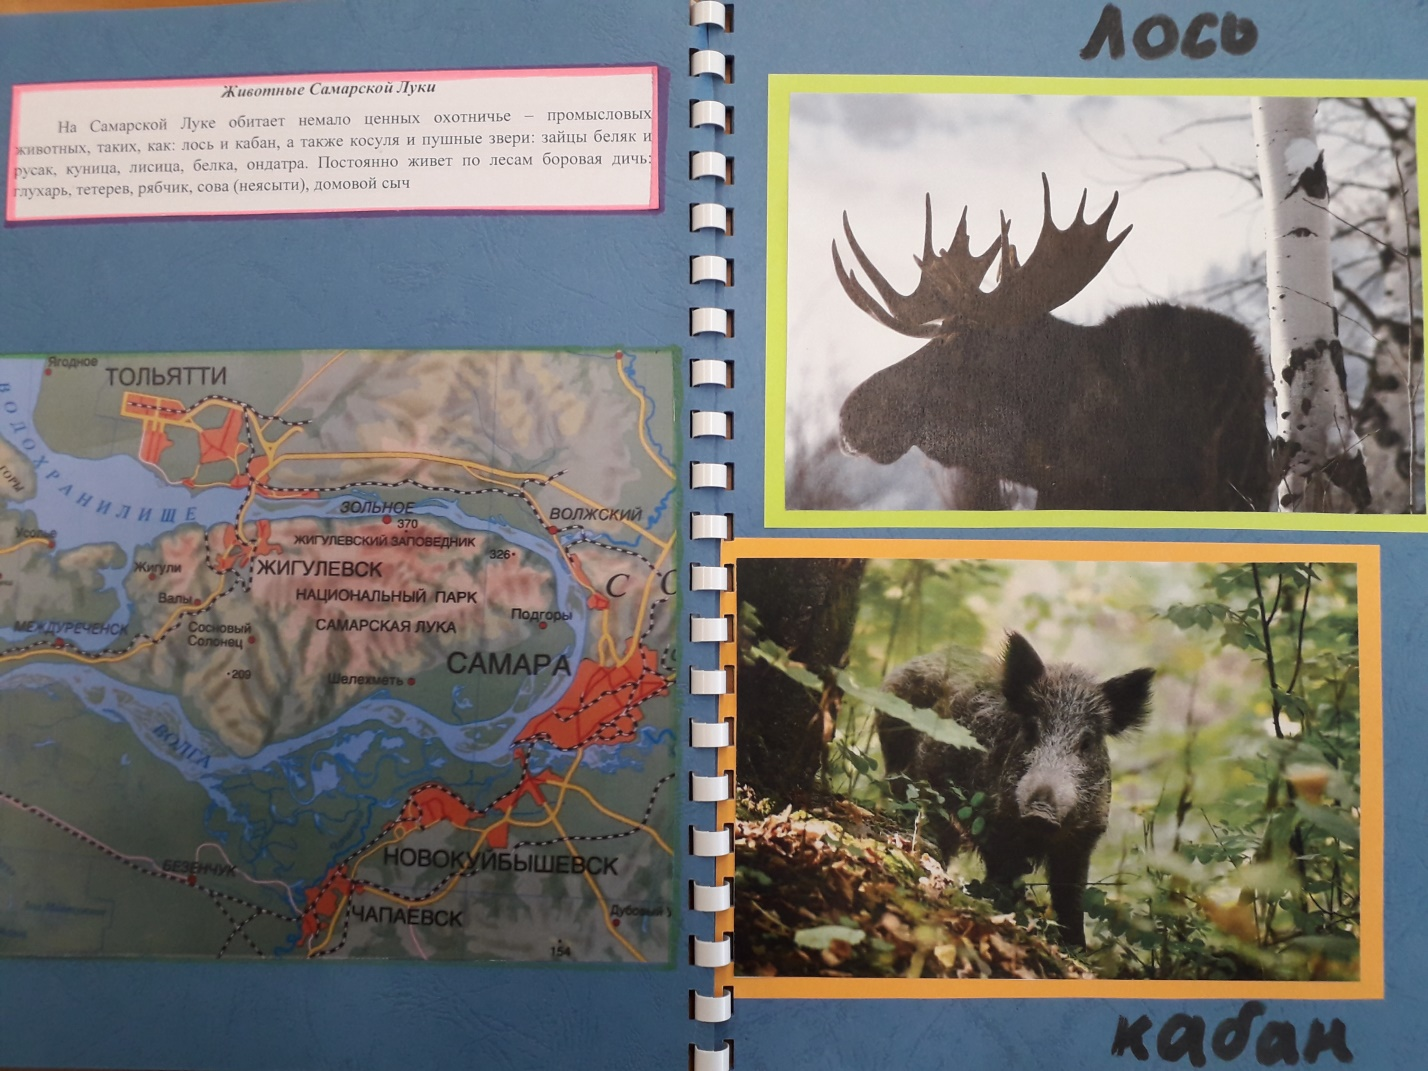 Животные Самарской Луки
На Самарской Луке обитает немало ценных охотничье – промысловых
животных, таких, как: лось и кабан, а также косуля и пушные звери: зайцы беляк и
русак, куница, лисица, белка, ондатра. Постоянно живет по лесам боровая дичь:
глухарь, тетерев, рябчик, сова (неясыти), домовой сыч
Ягодное
ТОЛЬЯТТИ
ВОДОХРАНИЛИЩЕ
ЗОЛЬНОЕ
370
ВОЛЖСКИЙ
ЖИГУЛЕВСКИЙ ЗАПОВЕДНИК
326
Жигули
ЖИГУЛЕВСК
С
Валы
НАЦИОНАЛЬНЫЙ ПАРК
САМАРСКАЯ ЛУКА
Подгоры
МЕЖДУРЕЧЕНСК
Сосновый
Солонец
САМАРА
209
Шелехметь
ВОЛГА
НОВОКУЙБЫШЕВСК
БЕЗЕНЧУК
ЧАПАЕВСК
Дубовый У
154
лось
кабан